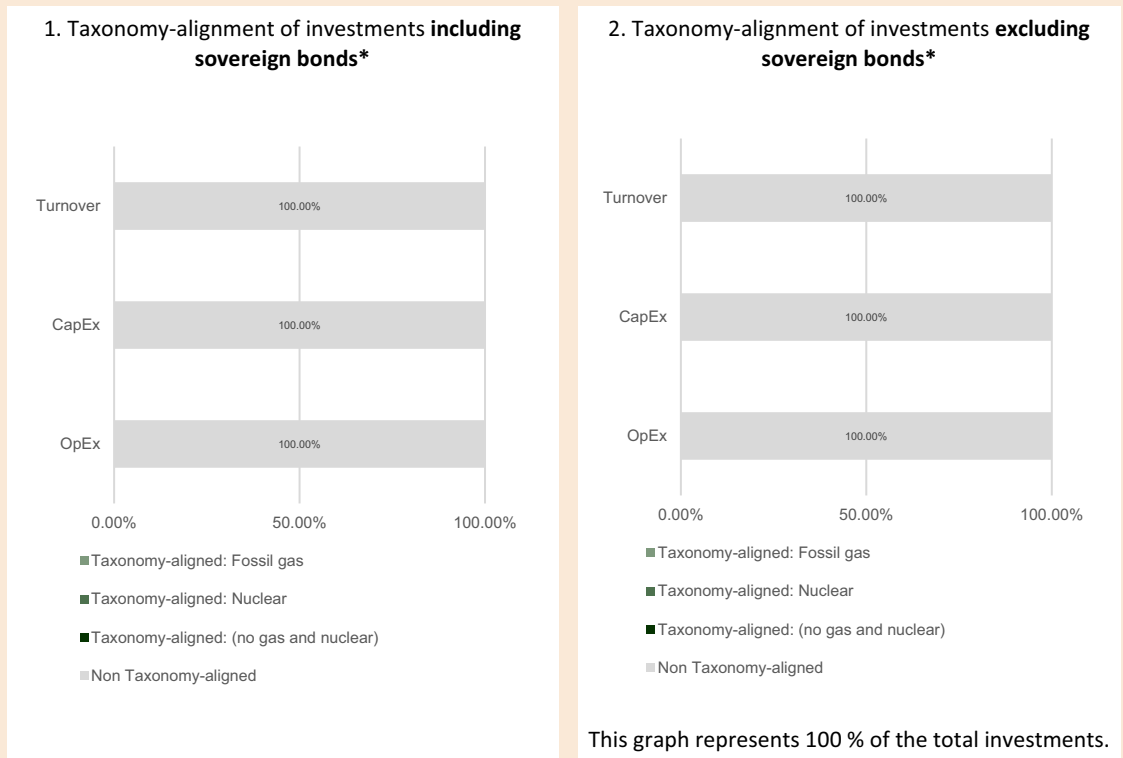 1. Taxonomy-alignment of investments including
sovereign bonds*
Turnover
100.00%
CapEx
100.00%
OpEx
100.00%
0.00%
50.00%
100.00%
Taxonomy-aligned: Fossil gas
Taxonomy-aligned: Nuclear
Taxonomy-aligned: (no gas and nuclear)
Non Taxonomy-aligned
2. Taxonomy-alignment of investments excluding
sovereign bonds*
Turnover
100.00%
CapEx
100.00%
OpEx
100.00%
0.00%
50.00%
100.00%
Taxonomy-aligned: Fossil gas
Taxonomy-aligned: Nuclear
Taxonomy-aligned: (no gas and nuclear)
Non Taxonomy-aligned
This graph represents 100 % of the total investments.